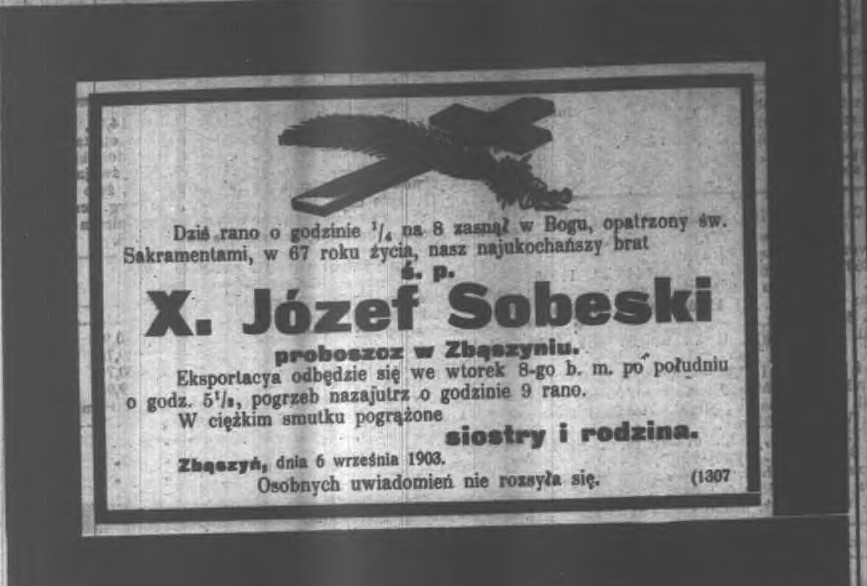 Dziś rano o godzinie ¹/₄ na 8 zasnął w Bogu, opatrzony św.
Sakramentami, w 67 roku życia, nasz najukochańszy brat
ś. p.
X. Józef Sobeski
proboszcz w Zbąszyniu.
Eksportacya odbędzie się we wtorek 8-go b. m. po południu
o godz. 5¹/₂, pogrzeb nazajutrz o godzinie 9 rano.
W ciężkim smutku pogrążone
siostry i rodzina.
Zbąszyń, dnia 6 września 1903.
Osobnych uwiadomień nie rozsyła się. (1307